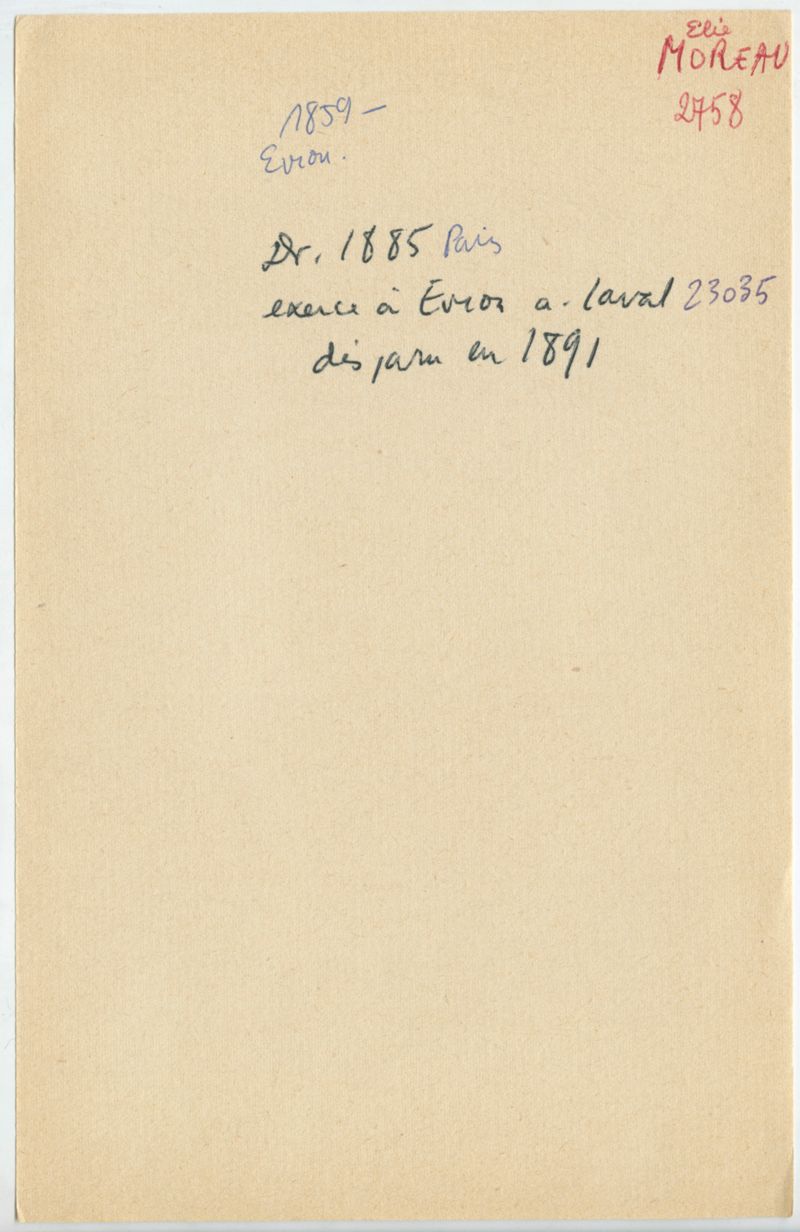 Elie
MOREAU
2758
1859 –
Evron.
Dr. 1885 Paris
exerce à Evron a. Laval 23035
disparu en 1891